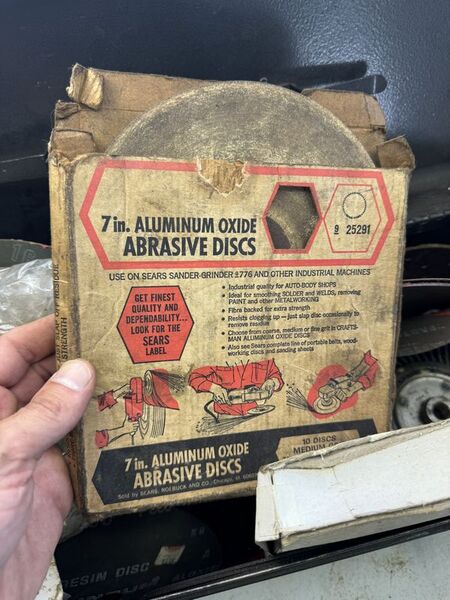 7 in. ALUMINUM OXIDE
ABRASIVE DISCS
9 25291
USE ON SEARS SANDER-GRINDER #776 AND OTHER INDUSTRIAL MACHINES
GET FINEST
QUALITY AND
DEPENDABILITY...
LOOK FOR THE
SEARS
LABEL
• Industrial quality for AUTO-BODY SHOPS
• Ideal for smoothing SOLDER and WELDS, removing
PAINT and other METALWORKING
• Fibre backed for extra strength
• Resists clogging up — just slap disc occasionally to
remove residue
• Choose from coarse, medium or fine grit in CRAFTS-
MAN ALUMINUM OXIDE DISCS
• Also see Sears complete line of portable belts, wood-
working discs and sanding sheets
7 in. ALUMINUM OXIDE
ABRASIVE DISCS
Sold by SEARS, ROEBUCK AND CO., Chicago, Il.
10 DISCS
MEDIUM
STRENGTH
RESIN DISC